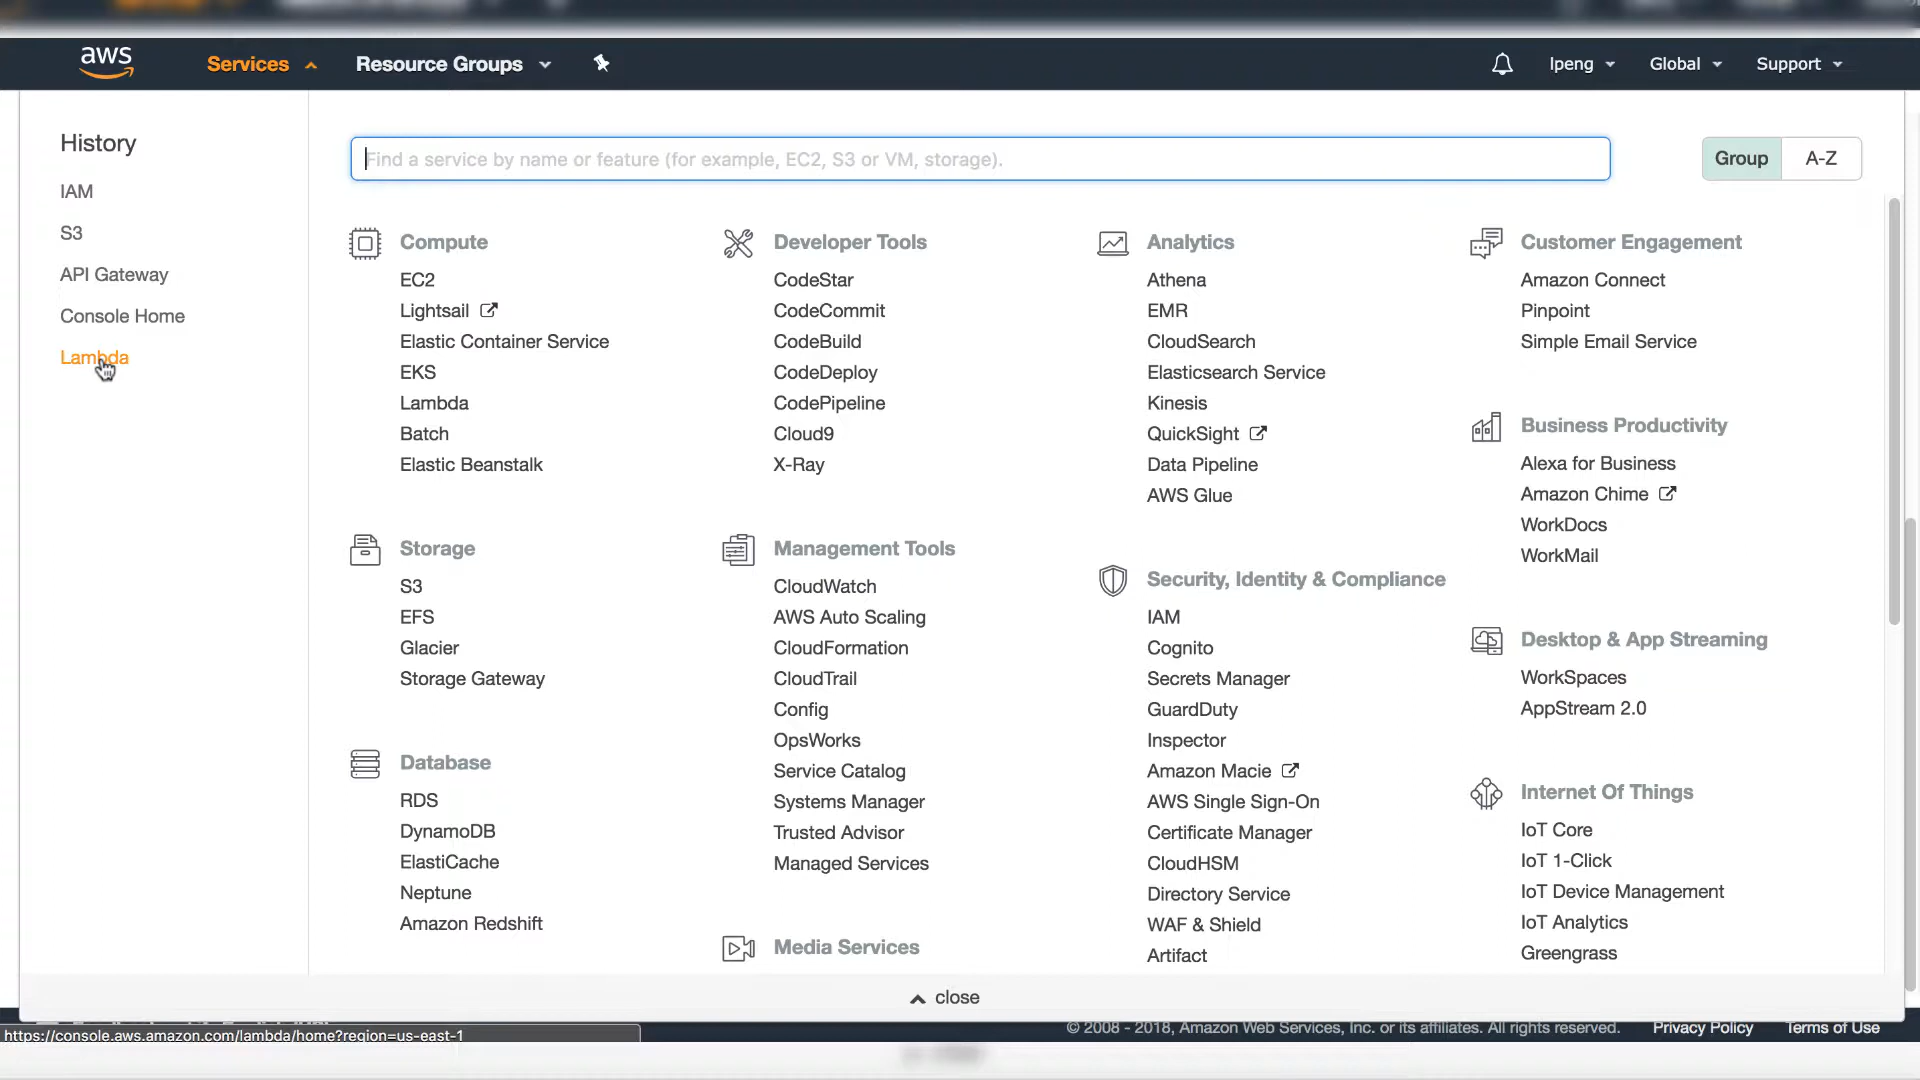 aws
Services
Resource Groups
Ipeng
Global
Support
History
IAM
S3
API Gateway
Console Home
Lambda
Find a service by name or feature (for example, EC2, S3 or VM, storage).
Group
A-Z
Compute
EC2
Lightsail
Elastic Container Service
EKS
Lambda
Batch
Elastic Beanstalk
Storage
S3
EFS
Glacier
Storage Gateway
Database
RDS
DynamoDB
ElastiCache
Neptune
Amazon Redshift
Developer Tools
CodeStar
CodeCommit
CodeBuild
CodeDeploy
CodePipeline
Cloud9
X-Ray
Management Tools
CloudWatch
AWS Auto Scaling
CloudFormation
CloudTrail
Config
OpsWorks
Service Catalog
Systems Manager
Trusted Advisor
Managed Services
Media Services
Analytics
Athena
EMR
CloudSearch
Elasticsearch Service
Kinesis
QuickSight
Data Pipeline
AWS Glue
Security, Identity & Compliance
IAM
Cognito
Secrets Manager
GuardDuty
Inspector
Amazon Macie
AWS Single Sign-On
Certificate Manager
CloudHSM
Directory Service
WAF & Shield
Artifact
Customer Engagement
Amazon Connect
Pinpoint
Simple Email Service
Business Productivity
Alexa for Business
Amazon Chime
WorkDocs
WorkMail
Desktop & App Streaming
WorkSpaces
AppStream 2.0
Internet Of Things
IoT Core
IoT 1-Click
IoT Device Management
IoT Analytics
Greengrass
close
https://console.aws.amazon.com/lambda/home?region=us-east-1
© 2008 - 2018, Amazon Web Services, Inc. or its affiliates. All rights reserved.
Privacy Policy
Terms of Use